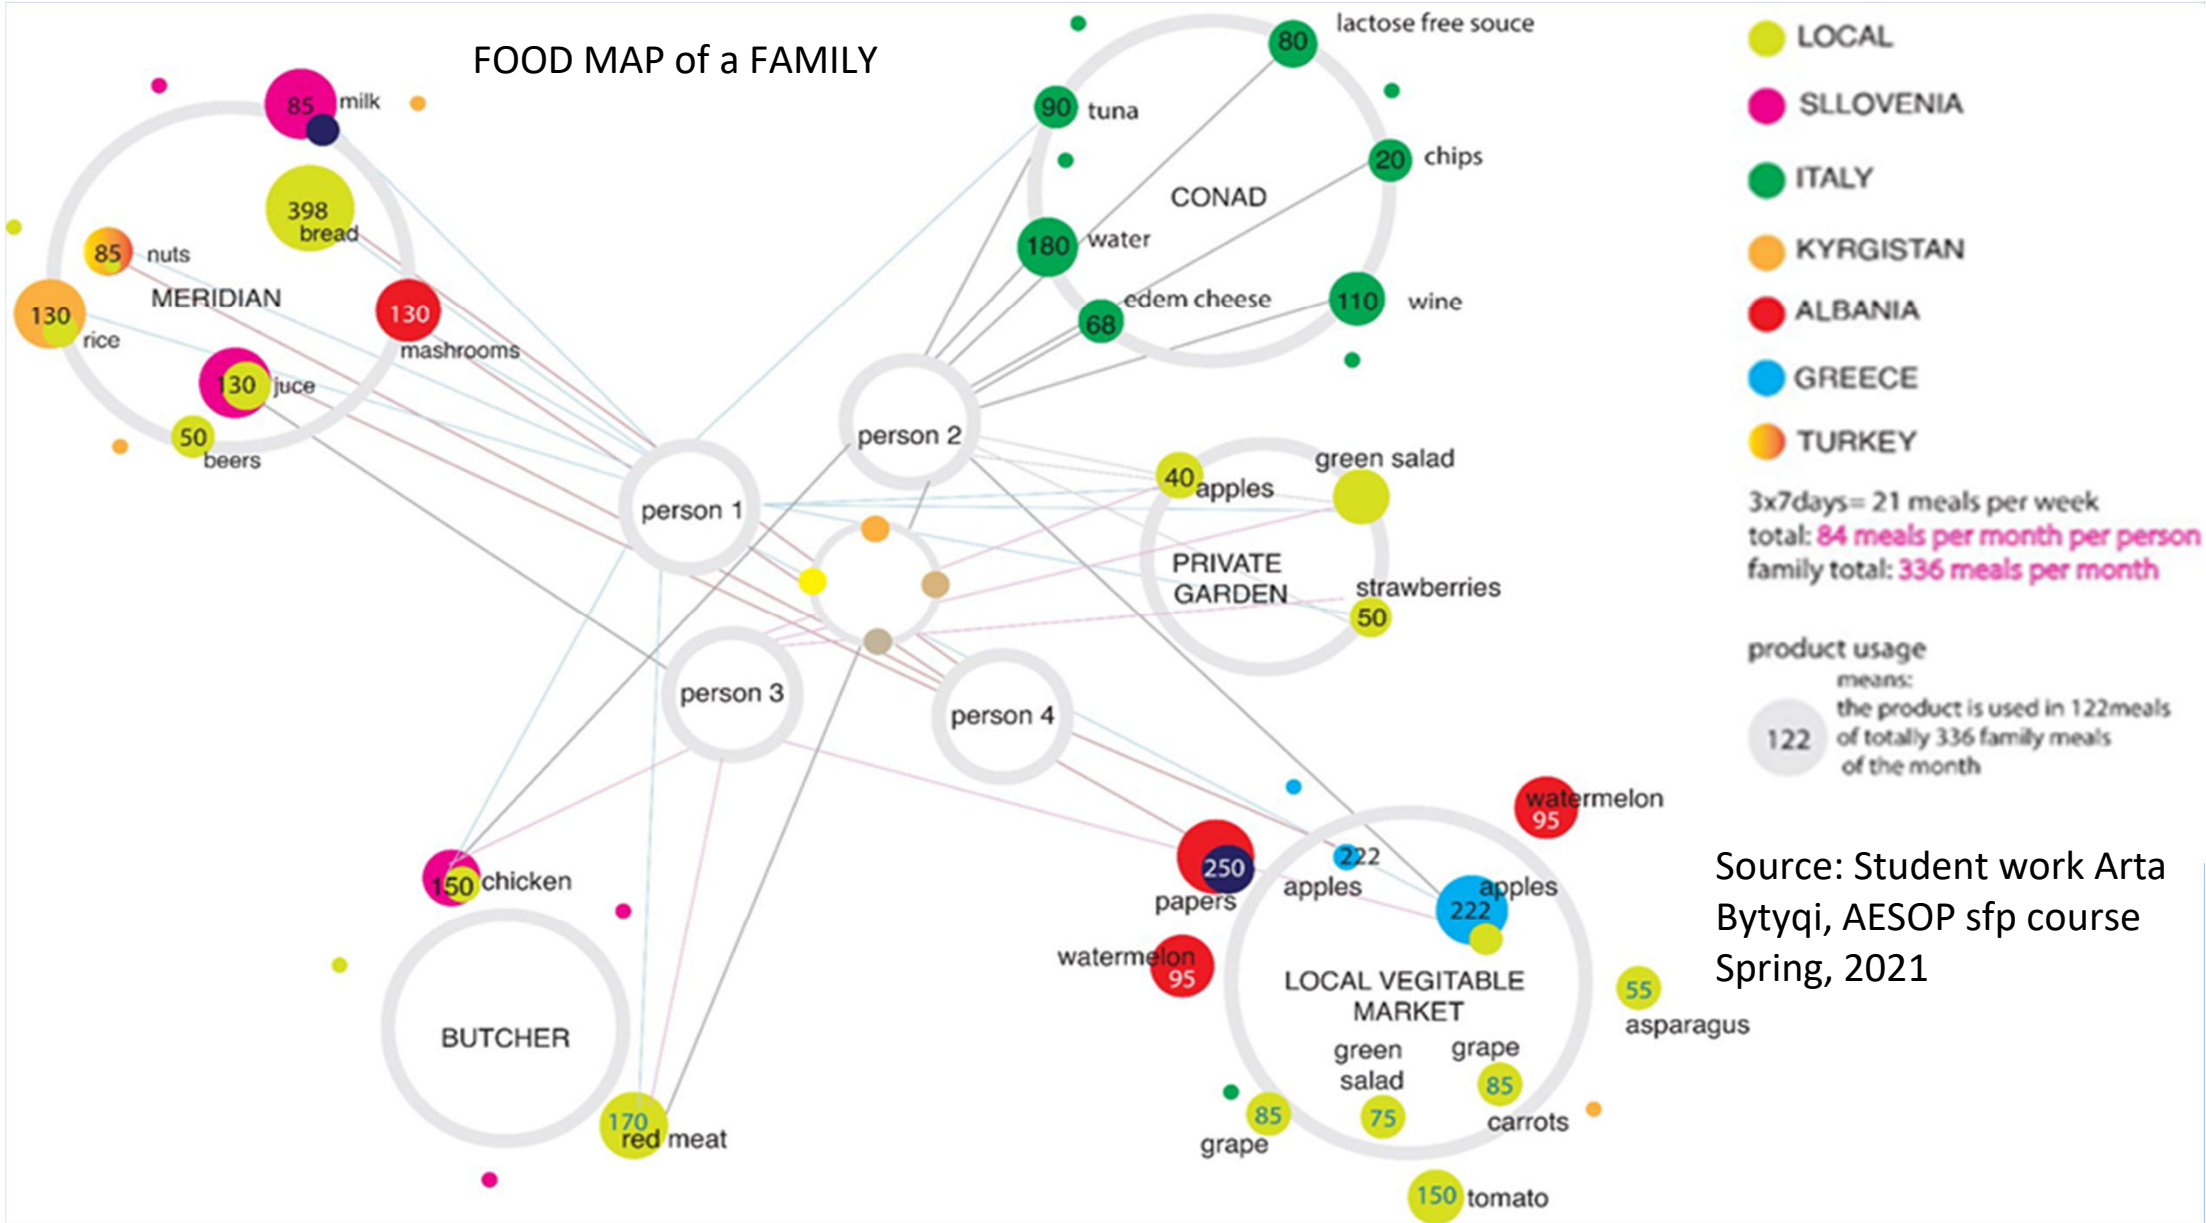 FOOD MAP of a FAMILY
85
milk
398
bread
85
nuts
MERIDIAN
130
rice
130
mashrooms
130
juce
50
beers
80
lactose free souce
90
tuna
20
chips
CONAD
180
water
edem cheese
68
110
wine
person 2
person 1
person 3
person 4
40
apples
green salad
PRIVATE
GARDEN
strawberries
50
150
chicken
BUTCHER
170
red meat
250
papers
watermelon
95
222
apples
apples
222
watermelon
95
LOCAL VEGITABLE
MARKET
55
asparagus
green
salad
75
grape
85
carrots
85
grape
150
tomato
LOCAL
SLLOVENIA
ITALY
KYRGISTAN
ALBANIA
GREECE
TURKEY
3x7days= 21 meals per week
total: 84 meals per month per person
family total: 336 meals per month
product usage
means:
the product is used in 122meals
122
of totally 336 family meals
of the month
Source: Student work Arta
Bytyqi, AESOP sfp course
Spring, 2021